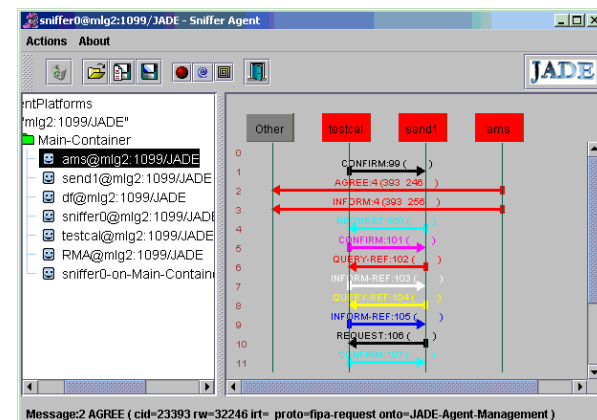 sniffer0@mlg2:1099/JADE - Sniffer Agent
Actions About
JADE
entPlatforms
"mlg2:1099/JADE"
Main-Container
ams@mlg2:1099/JADE
send1@mlg2:1099/JADE
df@mlg2:1099/JADE
sniffer0@mlg2:1099/JADE
testcal@mlg2:1099/JADE
RMA@mlg2:1099/JADE
sniffer0-on-Main-Contain
Other testcal send1 ams
0
CONFIRM:99 ( )
1
AGREE:4 (393 246 )
2
INFORM:4 (393 256 )
3
REQUEST:100 ( )
4
CONFIRM:101 ( )
5
QUERY-REF:102 ( )
6
INFORM-REF:103 ( )
7
QUERY-REF:104 ( )
8
INFORM-REF:105 ( )
9
REQUEST:106 ( )
10
CONFIRM:107 ( )
11
Message:2 AGREE ( cid=23393 rw=32246 irt= proto=fipa-request onto=JADE-Agent-Management )